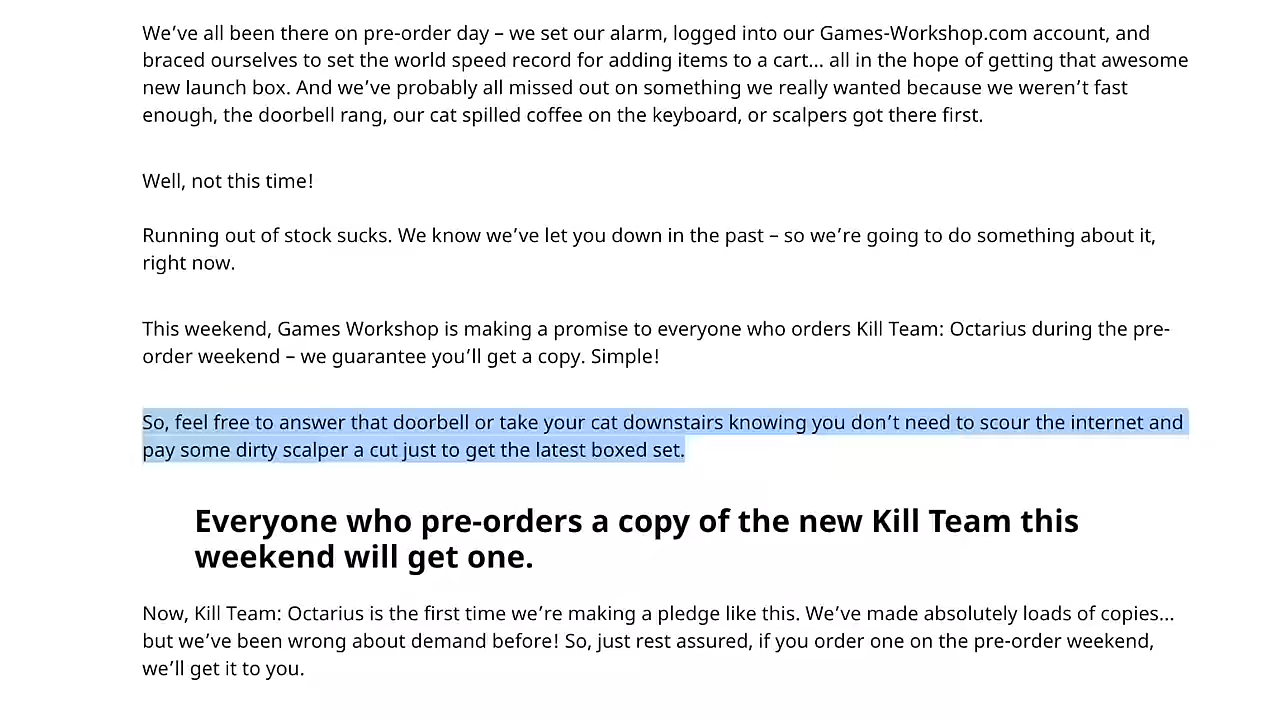 We’ve all been there on pre-order day – we set our alarm, logged into our Games-Workshop.com account, and
braced ourselves to set the world speed record for adding items to a cart… all in the hope of getting that awesome
new launch box. And we’ve probably all missed out on something we really wanted because we weren’t fast
enough, the doorbell rang, our cat spilled coffee on the keyboard, or scalpers got there first.
Well, not this time!
Running out of stock sucks. We know we’ve let you down in the past – so we’re going to do something about it,
right now.
This weekend, Games Workshop is making a promise to everyone who orders Kill Team: Octarius during the pre-
order weekend – we guarantee you’ll get a copy. Simple!
So, feel free to answer that doorbell or take your cat downstairs knowing you don’t need to scour the internet and
pay some dirty scalper a cut just to get the latest boxed set.
Everyone who pre-orders a copy of the new Kill Team this
weekend will get one.
Now, Kill Team: Octarius is the first time we’re making a pledge like this. We’ve made absolutely loads of copies…
but we’ve been wrong about demand before! So, just rest assured, if you order one on the pre-order weekend,
we’ll get it to you.